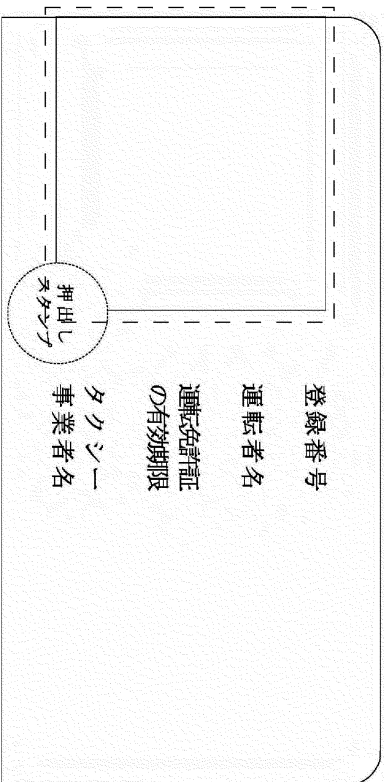 登録番号
運転者名
運転免許証
の有効期限
タクシー
事業者名
押出し
スタンプ